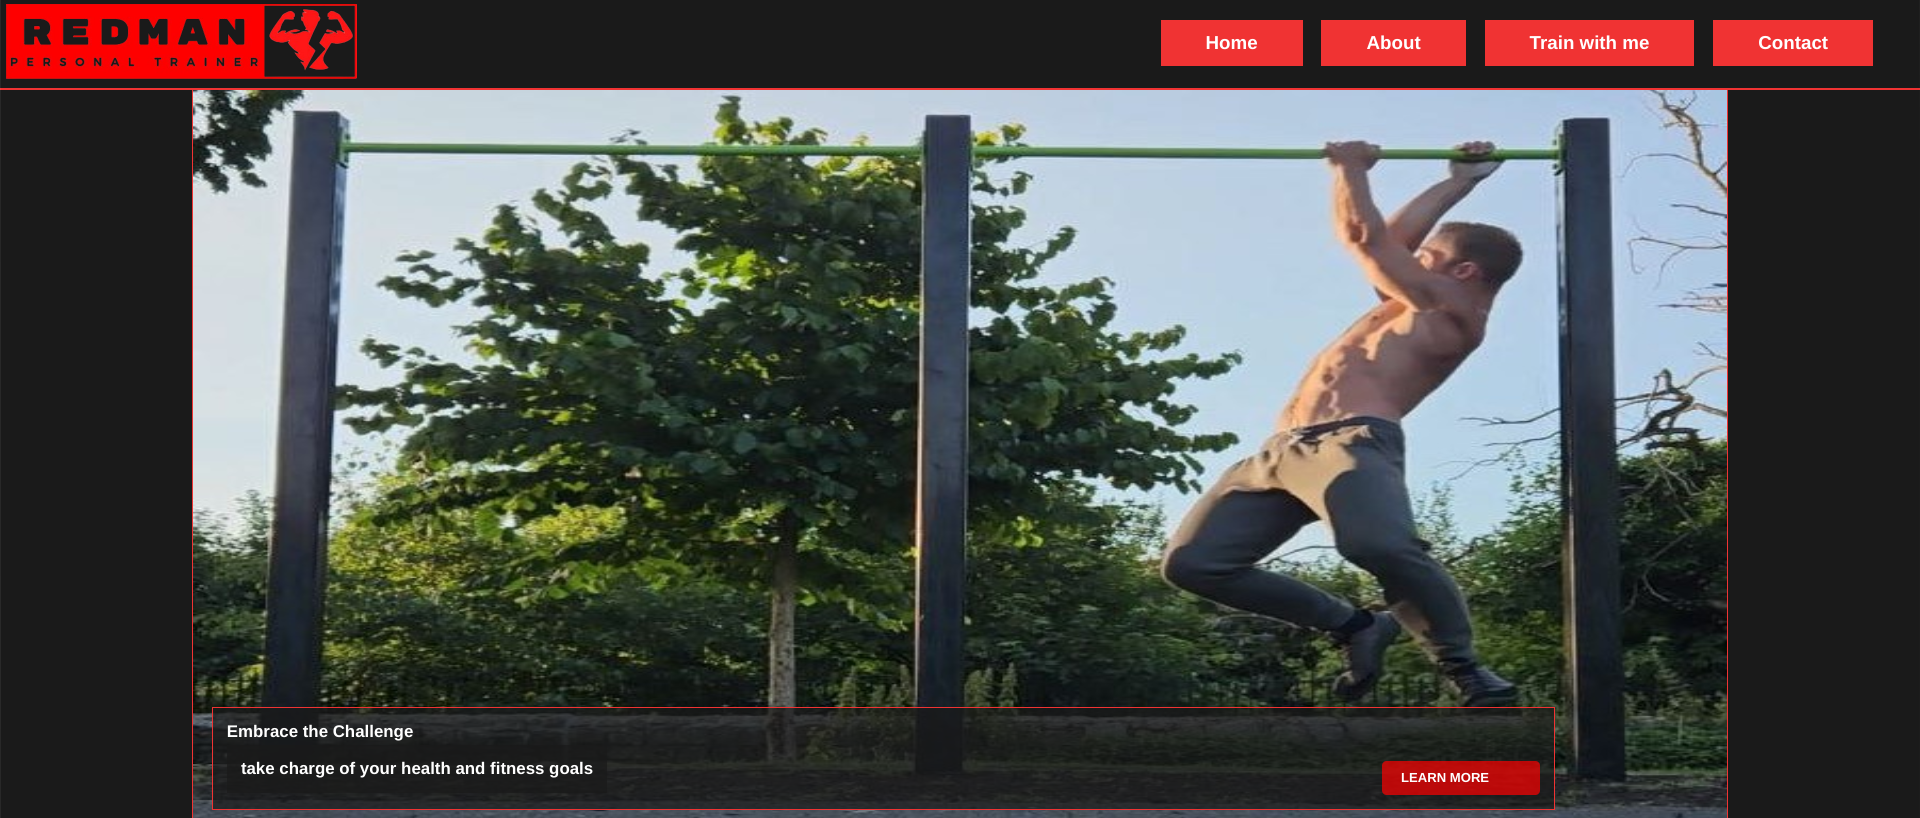 REDMAN
PERSONAL TRAINER
Home
About
Train with me
Contact
Embrace the Challenge
take charge of your health and fitness goals
LEARN MORE